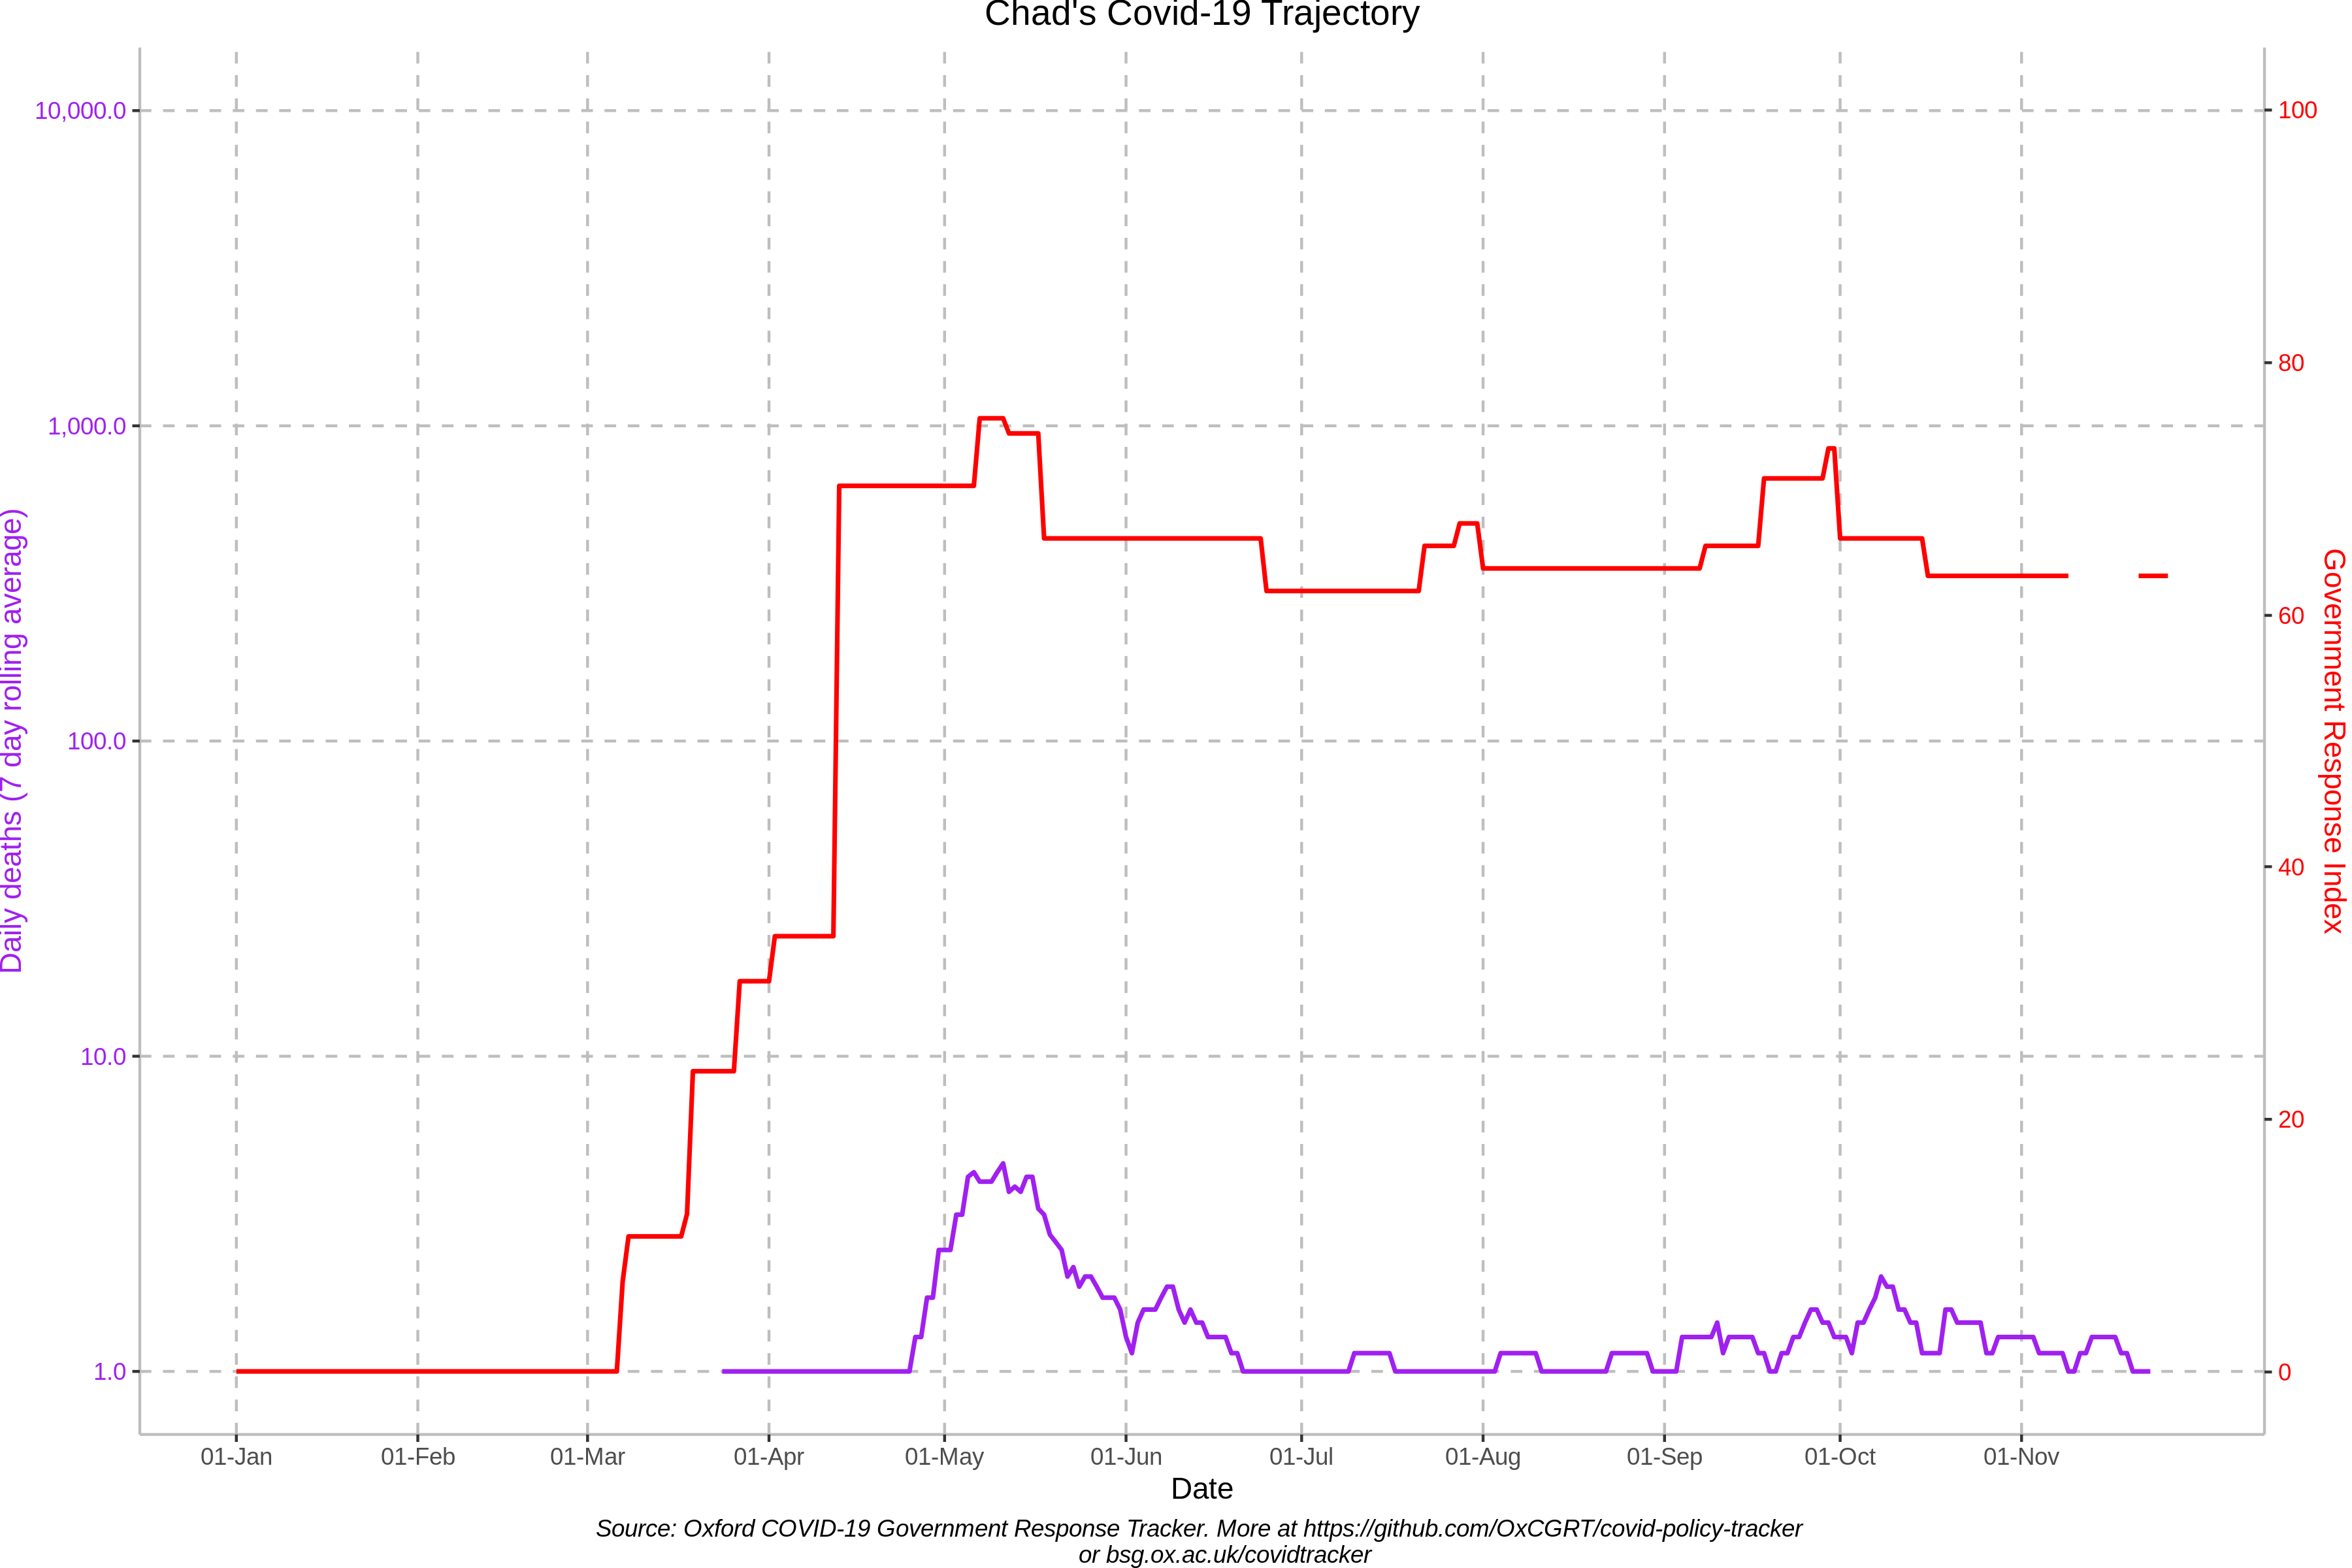 Chad's Covid-19 Trajectory
10,000.0
1,000.0
100.0
10.0
1.0
Daily deaths (7 day rolling average)
100
80
60
40
20
0
Government Response Index
01-Jan 01-Feb 01-Mar 01-Apr 01-May 01-Jun 01-Jul 01-Aug 01-Sep 01-Oct 01-Nov
Date
Source: Oxford COVID-19 Government Response Tracker. More at https://github.com/OxCGRT/covid-policy-tracker
or bsg.ox.ac.uk/covidtracker